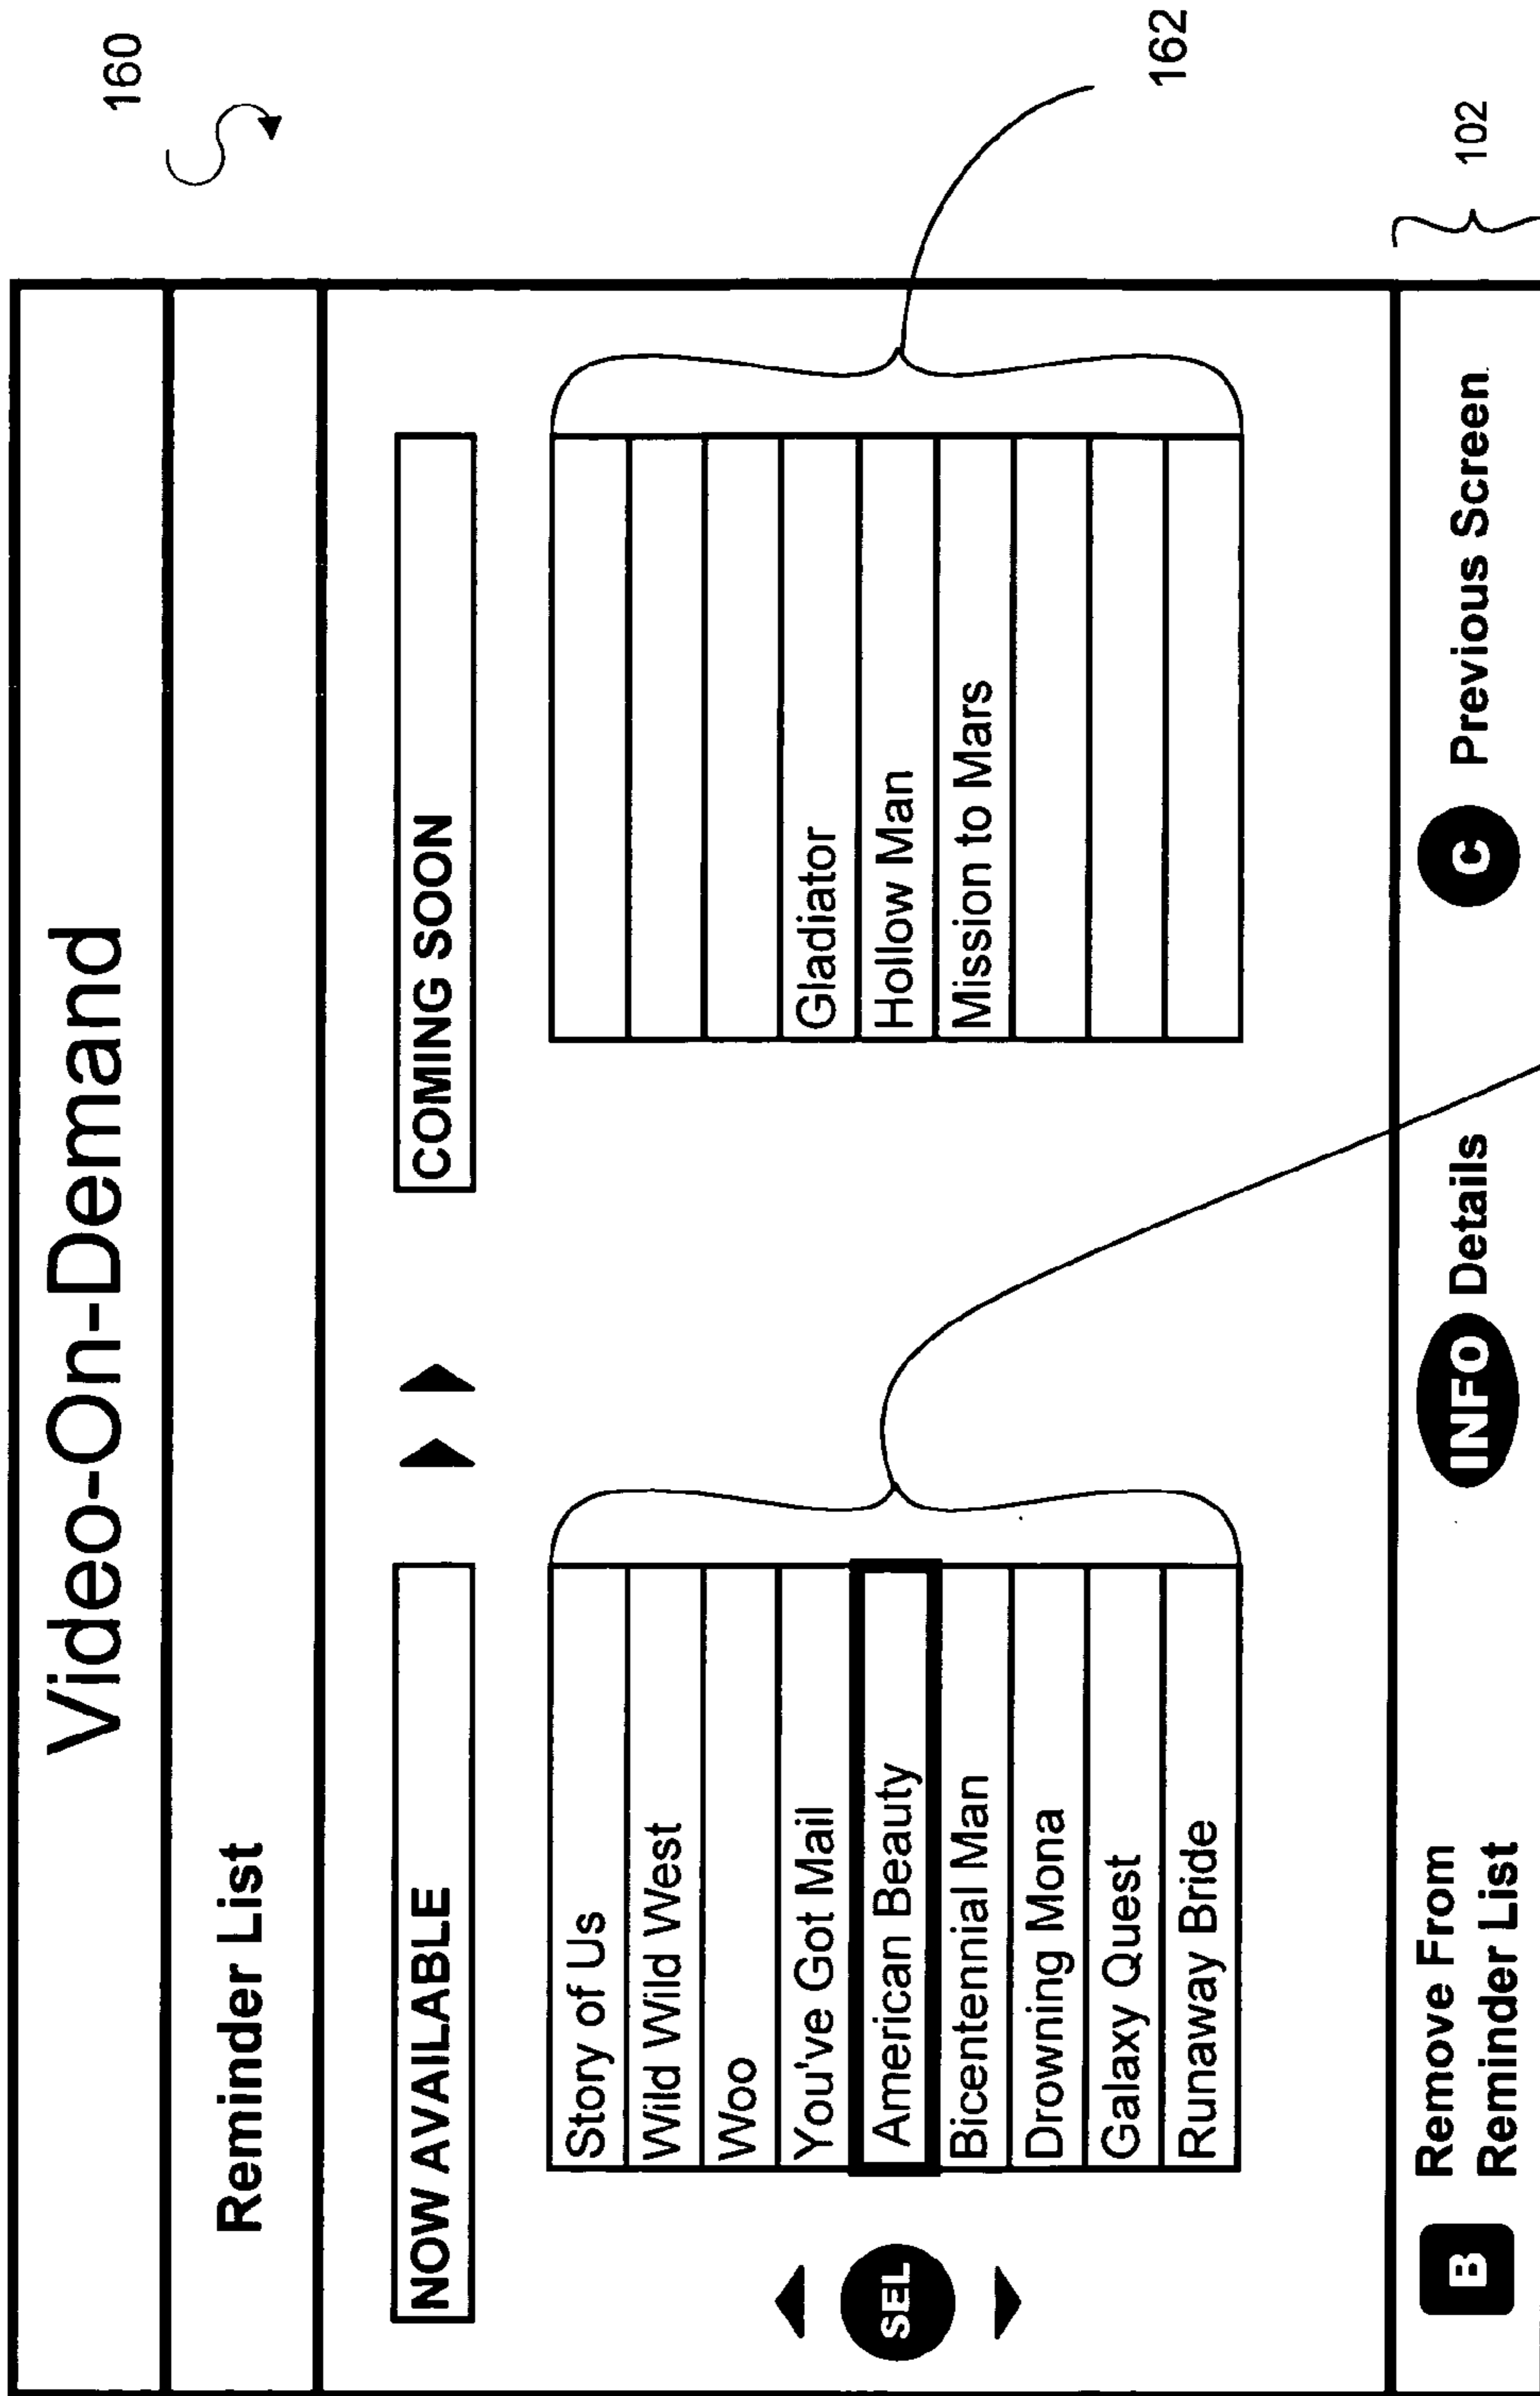 160
Video-On-Demand
Reminder List
NOW AVAILABLE
COMING SOON
Story of Us
Wild Wild West
Woo
You've Got Mail
American Beauty
Bicentennial Man
Drowning Mona
Galaxy Quest
Runaway Bride
Gladiator
Hollow Man
Mission to Mars
162
SEL
B
Remove From
Reminder List
INFO Details
C Previous Screen
102